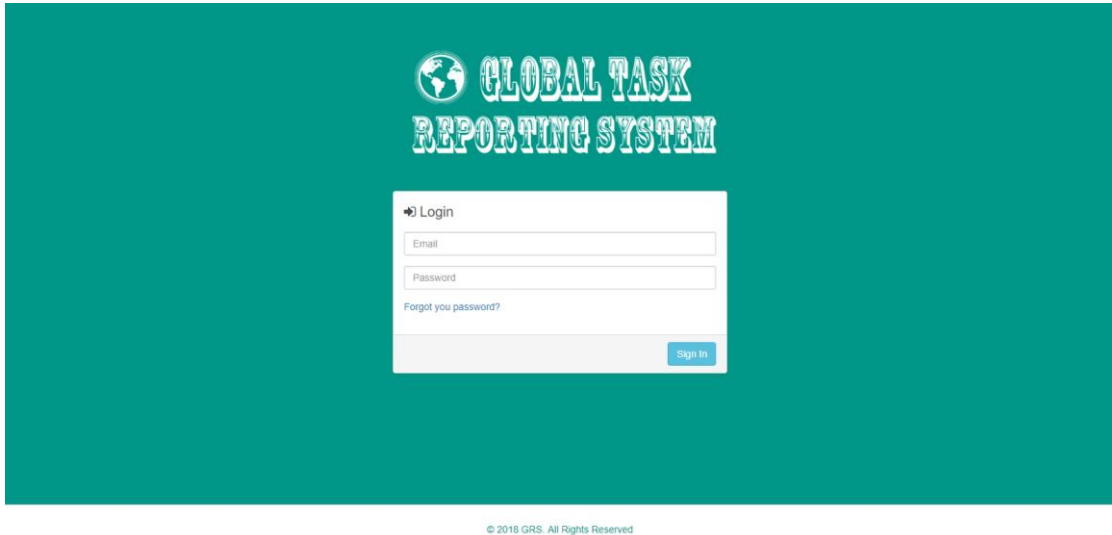 GLOBAL TASK
REPORTING SYSTEM
Login
Email
Password
Forgot you password?
Sign In
© 2018 GRS. All Rights Reserved